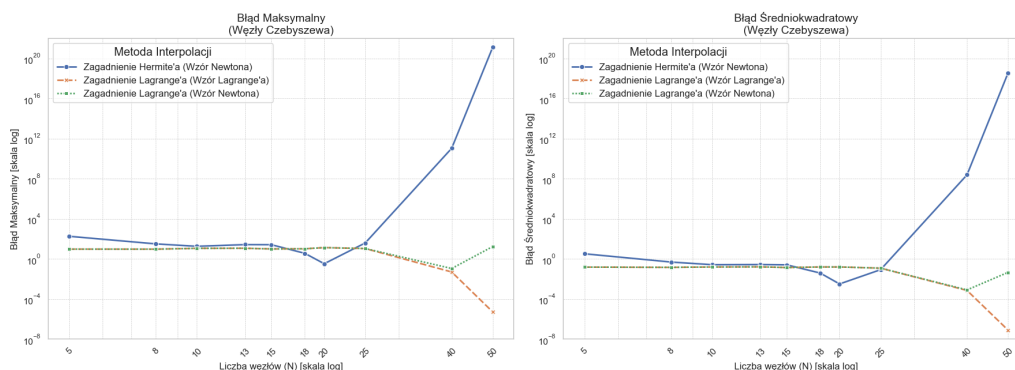 Błąd Maksymalny
(Węzły Czebyszewa)
Metoda Interpolacji
Zagadnienie Hermite'a (Wzór Newtona)
Zagadnienie Lagrange'a (Wzór Lagrange'a)
Zagadnienie Lagrange'a (Wzór Newtona)
Błąd Maksymalny [skala log]
10^20
10^16
10^12
10^8
10^4
10^0
10^−4
10^−8
5 8 10 13 15 18 20 25 40 50
Liczba węzłów (N) [skala log]
Błąd Średniokwadratowy
(Węzły Czebyszewa)
Metoda Interpolacji
Zagadnienie Hermite'a (Wzór Newtona)
Zagadnienie Lagrange'a (Wzór Lagrange'a)
Zagadnienie Lagrange'a (Wzór Newtona)
Błąd Średniokwadratowy [skala log]
10^20
10^16
10^12
10^8
10^4
10^0
10^−4
10^−8
5 8 10 13 15 18 20 25 40 50
Liczba węzłów (N) [skala log]